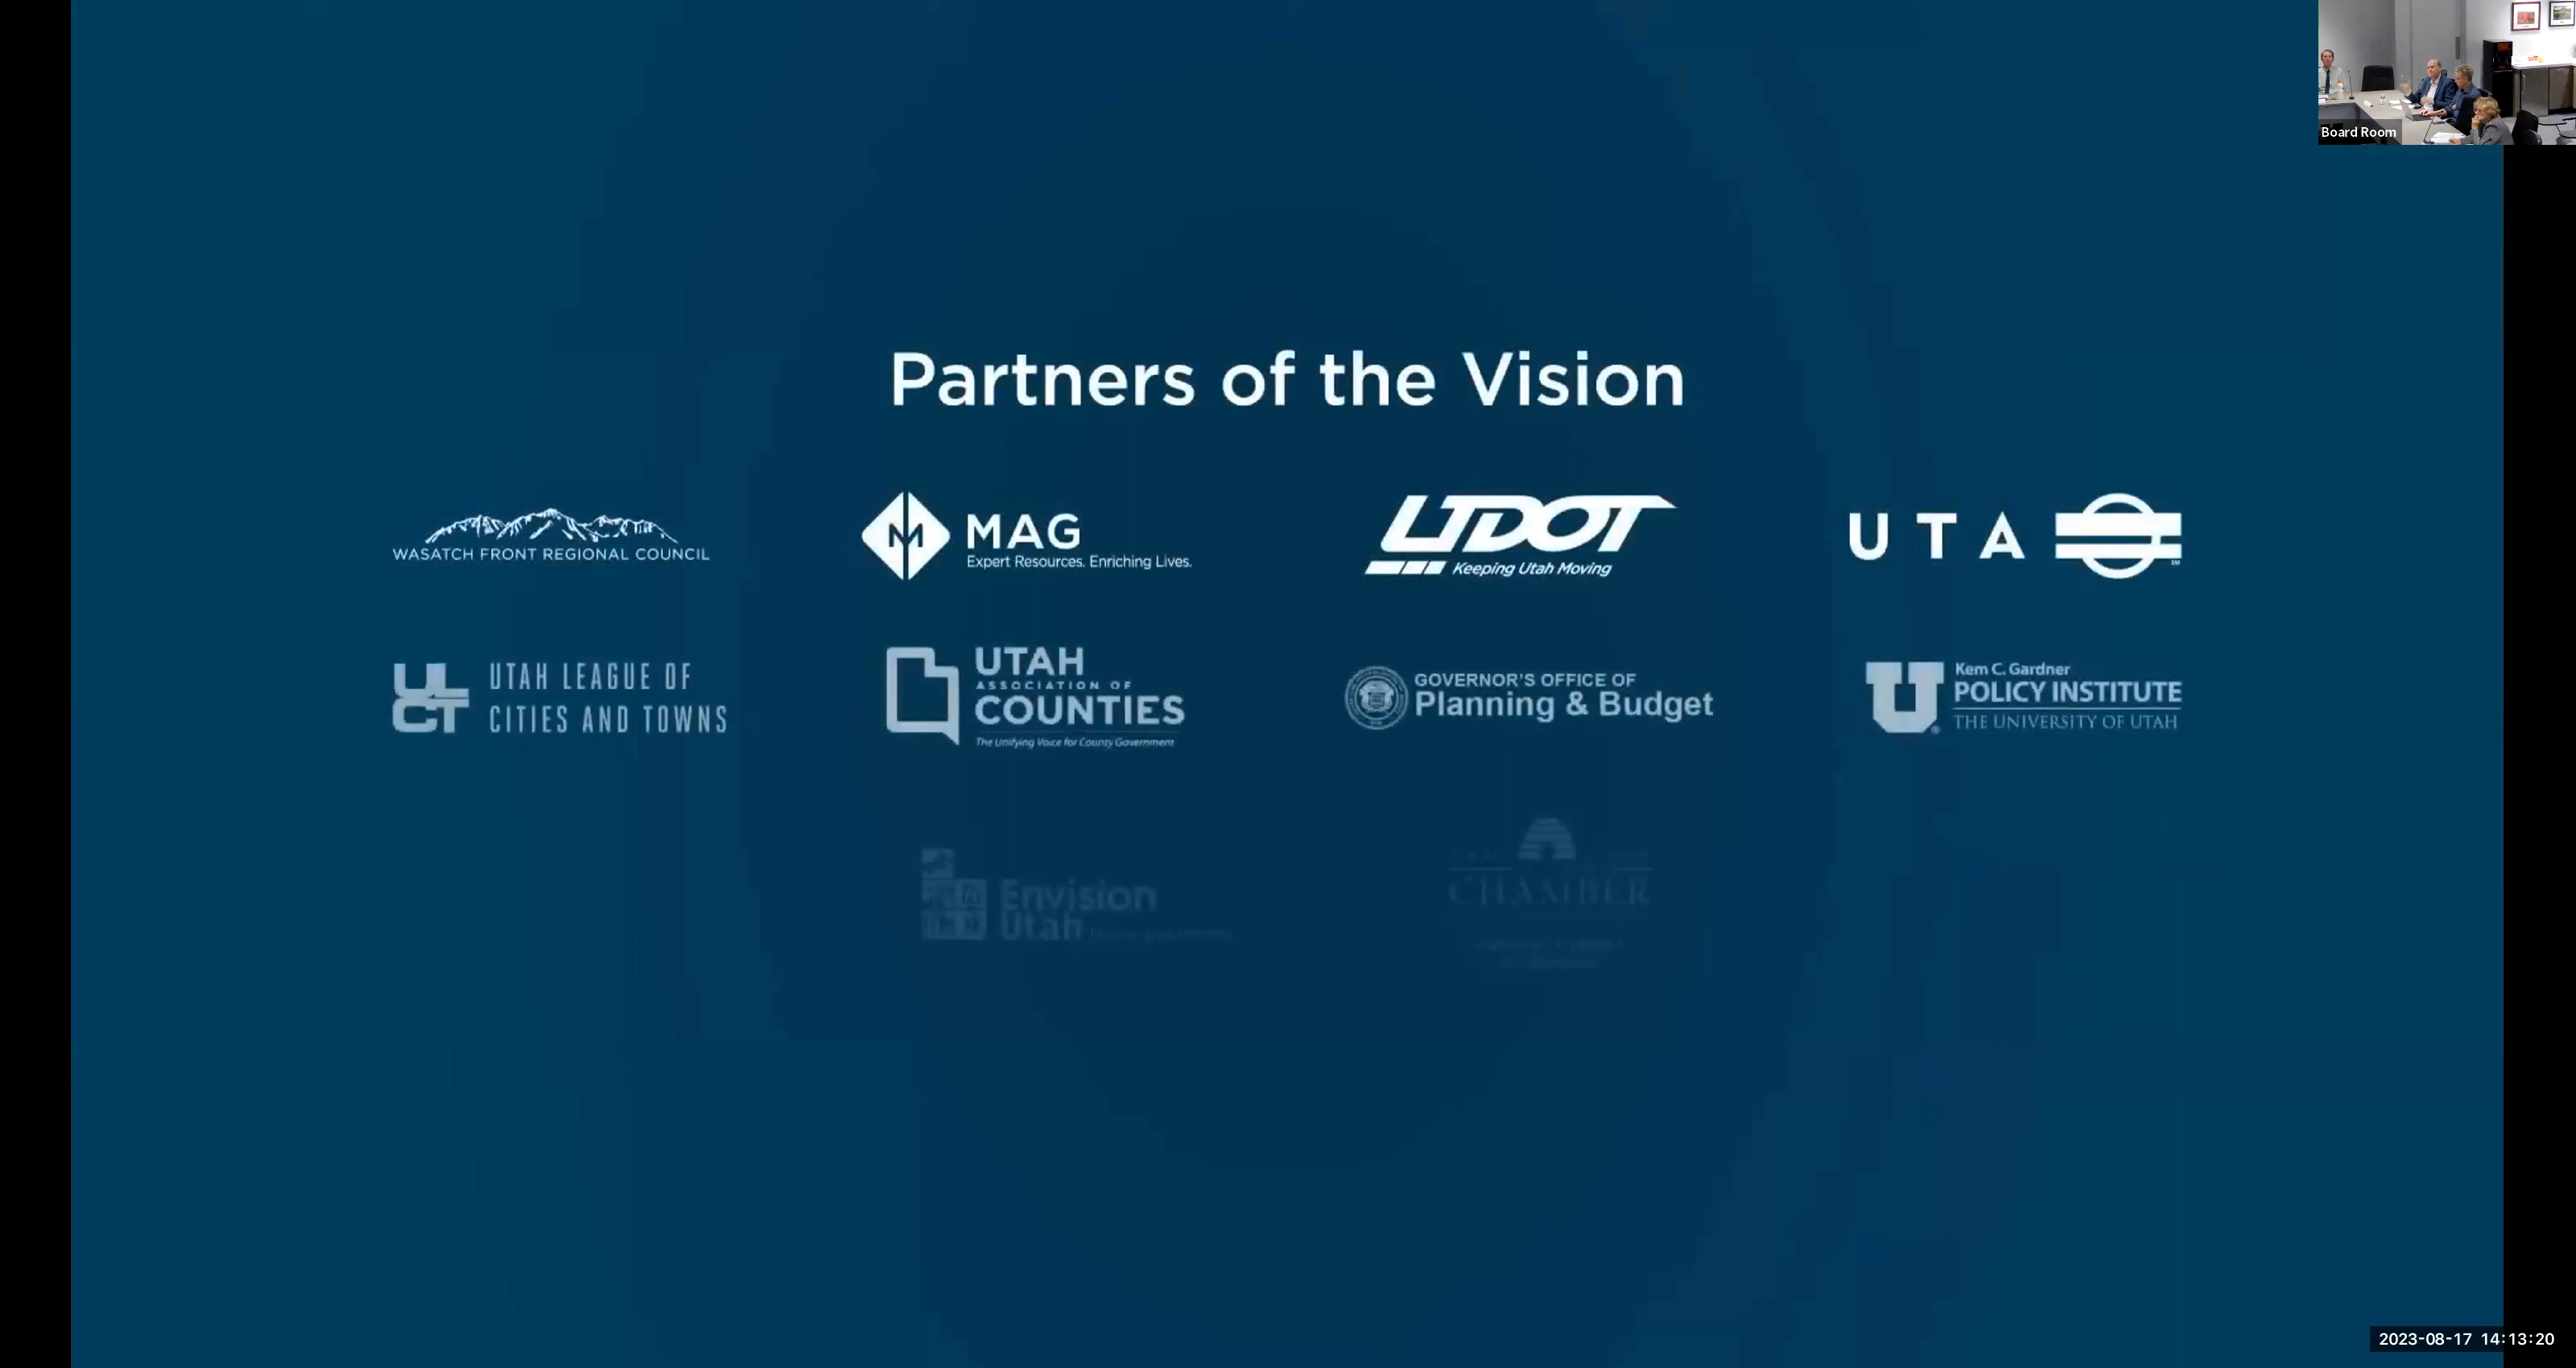 Board Room
Partners of the Vision
WASATCH FRONT REGIONAL COUNCIL
MAG
Expert Resources. Enriching Lives.
UDOT
Keeping Utah Moving
UTA
SM
ULCT
UTAH LEAGUE OF
CITIES AND TOWNS
UTAH
ASSOCIATION OF
COUNTIES
The Unifying Voice for County Government
GOVERNOR'S OFFICE OF
Planning & Budget
U
Kem C. Gardner
POLICY INSTITUTE
THE UNIVERSITY OF UTAH
Envision
Utah
CHAMBER
2023-08-17 14:13:20